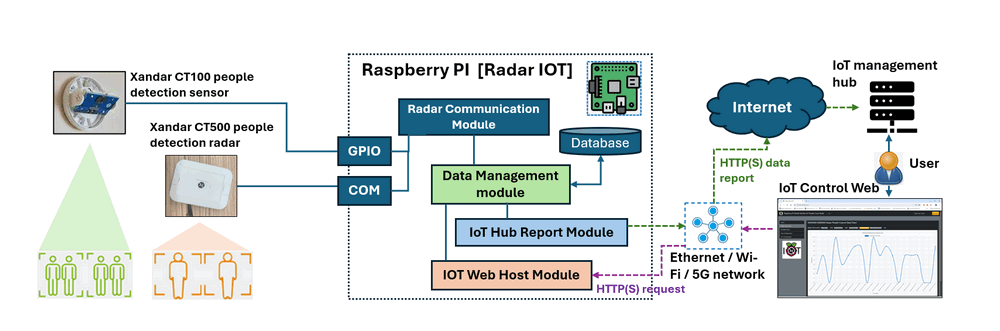 Xandar CT100 people
detection sensor
Xandar CT500 people
detection radar
Raspberry PI [Radar IOT]
Radar Communication
Module
GPIO
COM
Database
Data Management
module
IoT Hub Report Module
IOT Web Host Module
HTTP(S) request
Internet
HTTP(S) data
report
Ethernet / Wi-
Fi / 5G network
IoT management
hub
User
IoT Control Web